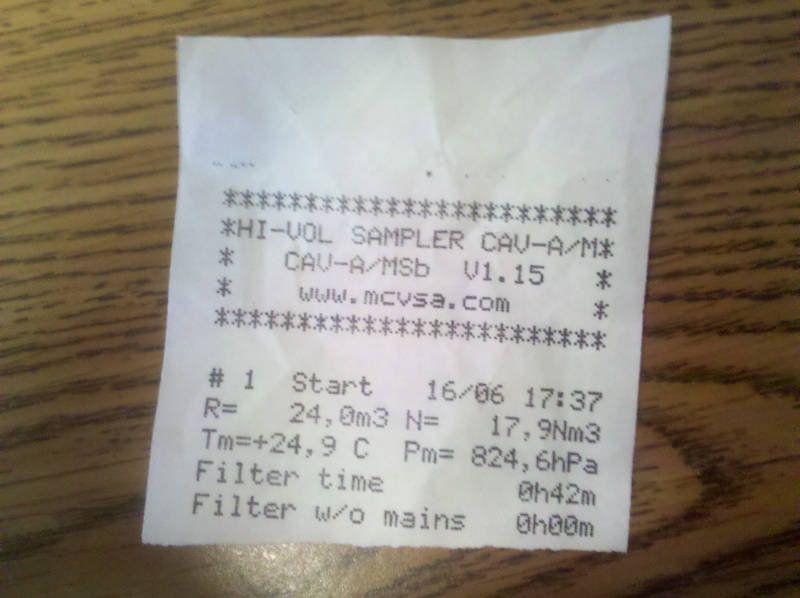 ************************
*HI-VOL SAMPLER CAV-A/M*
* CAV-A/MSb V1.15 *
* www.mcvsa.com *
************************
# 1 Start 16/06 17:37
R= 24,0m3 N= 17,9Nm3
Tm=+24,9 C Pm= 824,6hPa
Filter time 0h42m
Filter w/o mains 0h00m